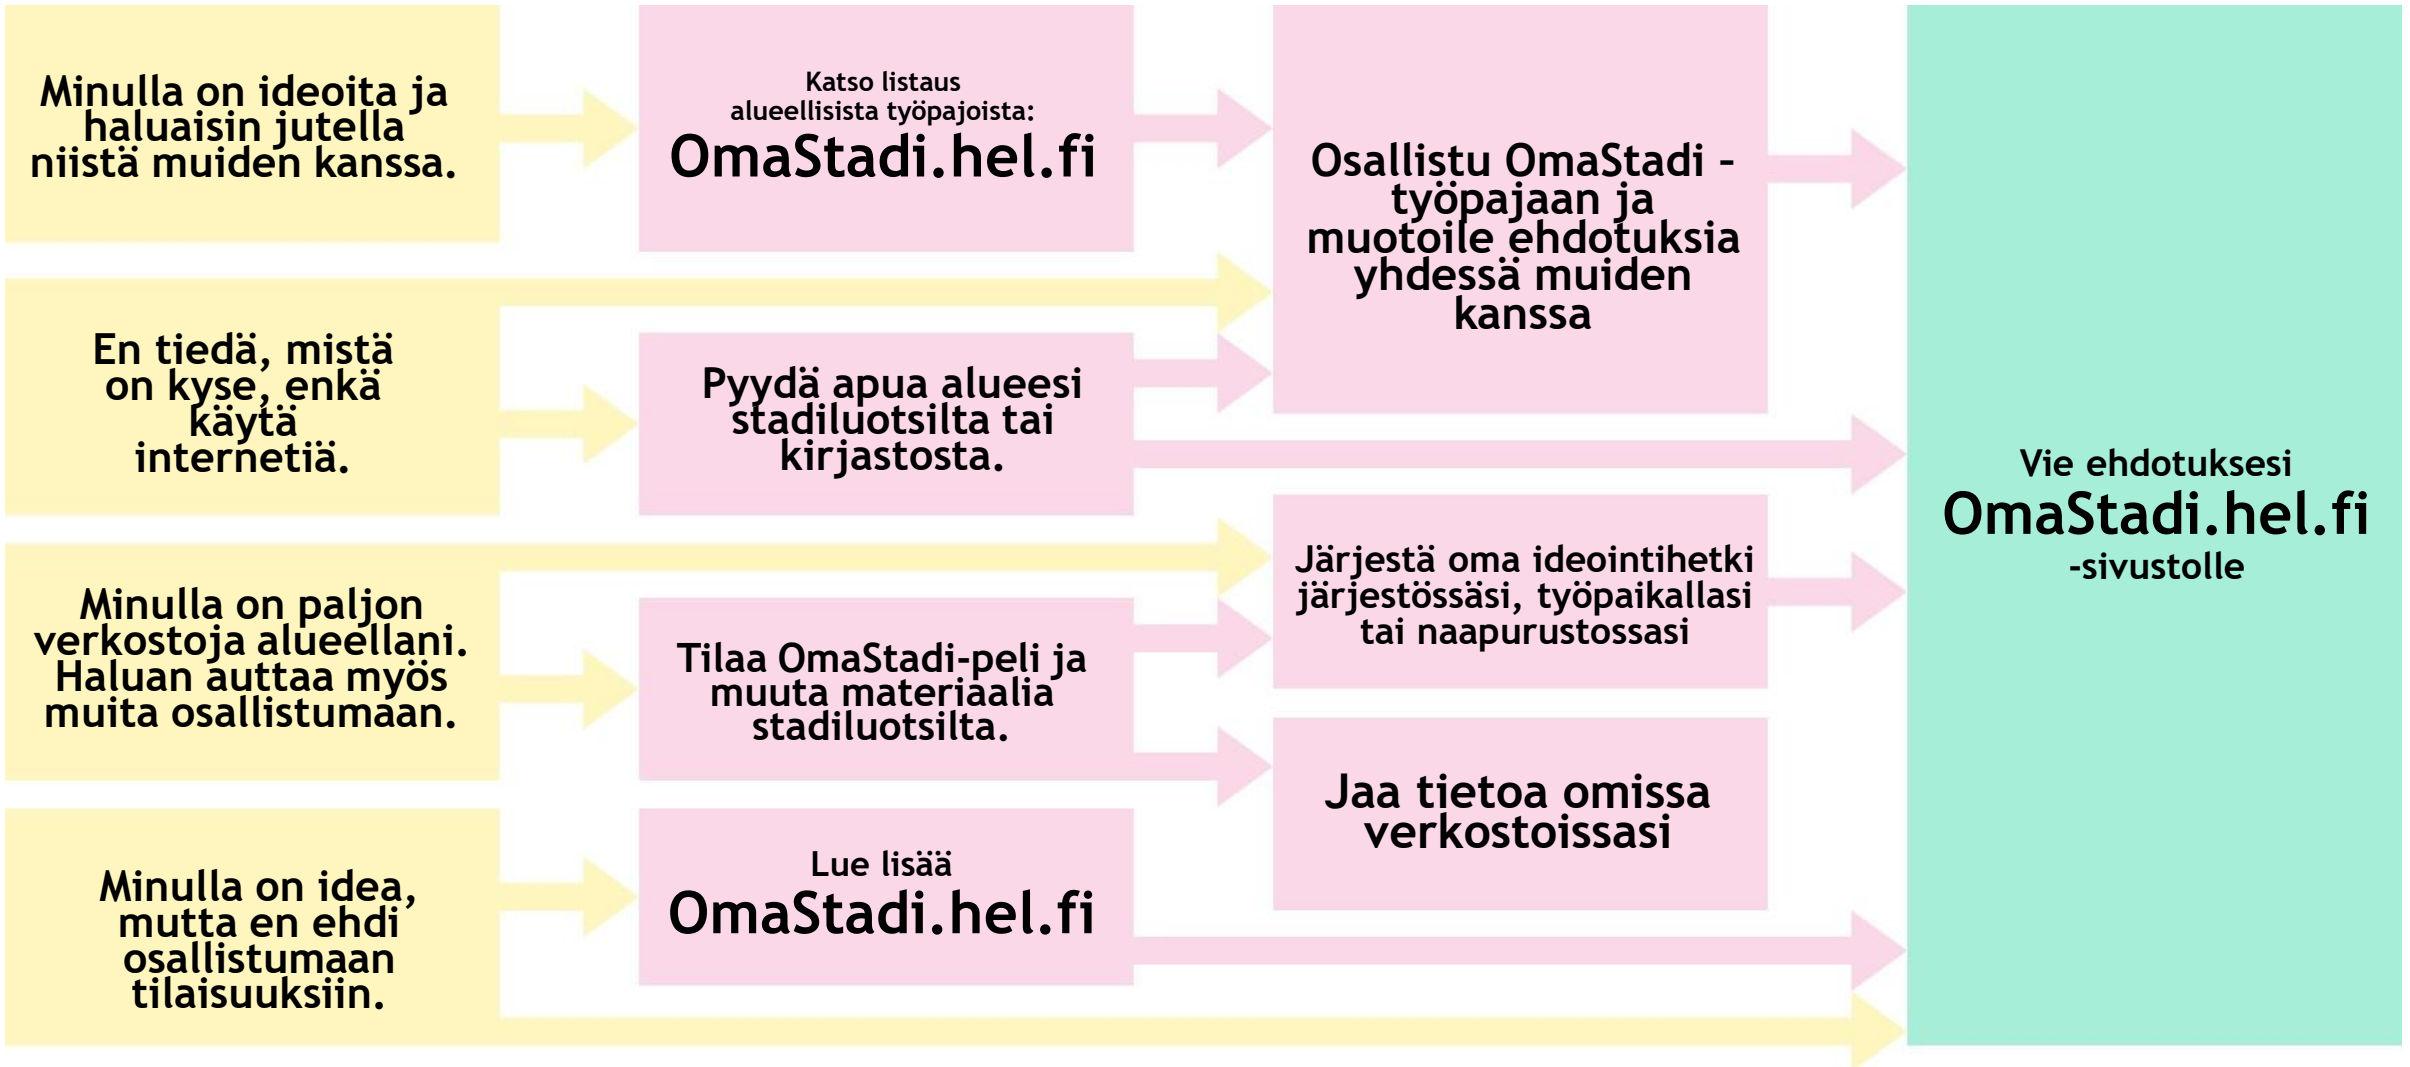 Minulla on ideoita ja
haluaisin jutella
niistä muiden kanssa.
Katso listaus
alueellisista työpajoista:
OmaStadi.hel.fi
Osallistu OmaStadi –
työpajaan ja
muotoile ehdotuksia
yhdessä muiden
kanssa
En tiedä, mistä
on kyse, enkä
käytä
internetiä.
Pyydä apua alueesi
stadiluotsilta tai
kirjastosta.
Minulla on paljon
verkostoja alueellani.
Haluan auttaa myös
muita osallistumaan.
Tilaa OmaStadi-peli ja
muuta materiaalia
stadiluotsilta.
Järjestä oma ideointihetki
järjestössäsi, työpaikallasi
tai naapurustossasi
Jaa tietoa omissa
verkostoissasi
Minulla on idea,
mutta en ehdi
osallistumaan
tilaisuuksiin.
Lue lisää
OmaStadi.hel.fi
Vie ehdotuksesi
OmaStadi.hel.fi
-sivustolle